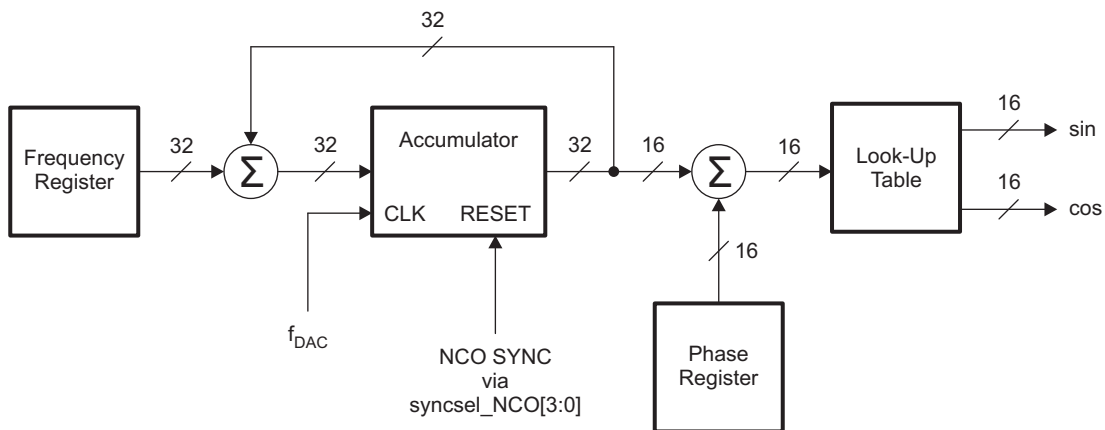 32
Frequency
Register
32
Σ
32
Accumulator
CLK
RESET
32
16
Σ
16
Look-Up
Table
16
sin
16
cos
16
f_DAC
NCO SYNC
via
syncsel_NCO[3:0]
Phase
Register